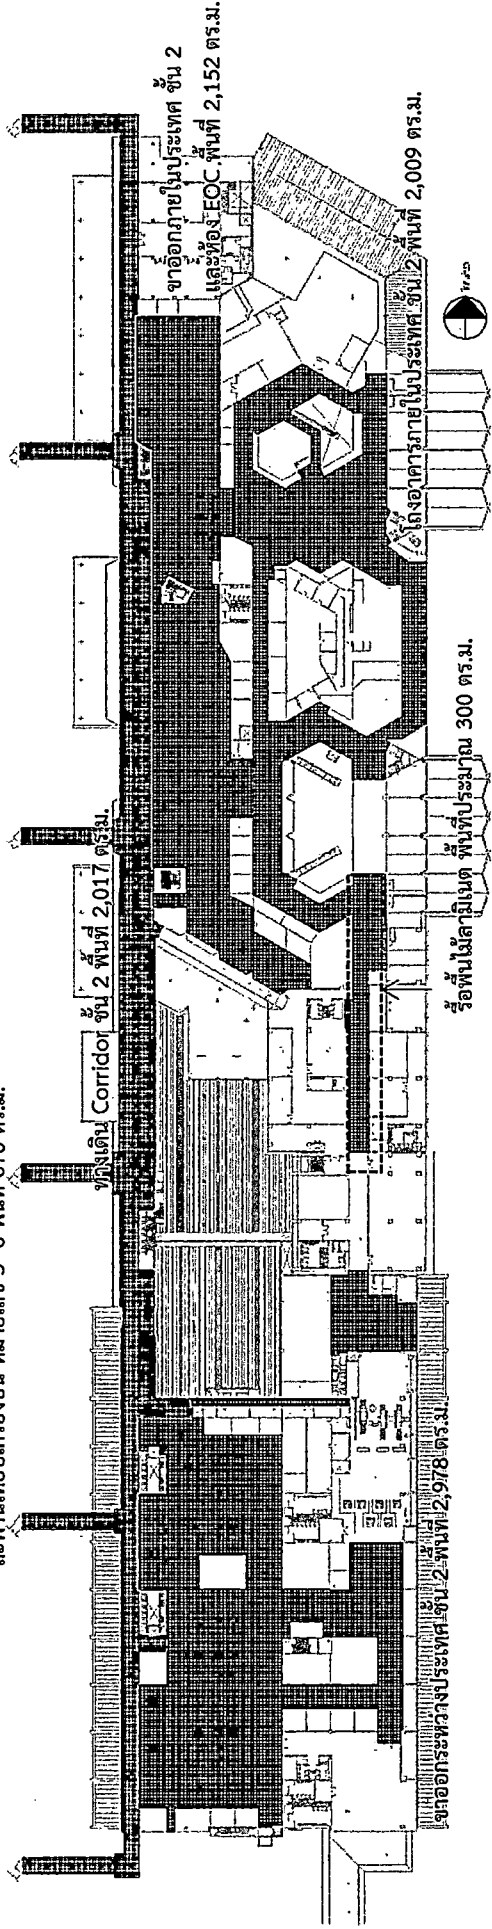 ขาออกภายในประเทศ ชั้น 2
และห้อง EOC พื้นที่ 2,152 ตร.ม.
โถงอาคารภายในประเทศ ชั้น 2 พื้นที่ 2,009 ตร.ม.
ทางเดิน Corridor ชั้น 2 พื้นที่ 2,017 ตร.ม.
รื้อพื้นไม้ลามิเนต พื้นที่ประมาณ 300 ตร.ม.
ขาออกระหว่างประเทศ ชั้น 2 พื้นที่ 2,978 ตร.ม.